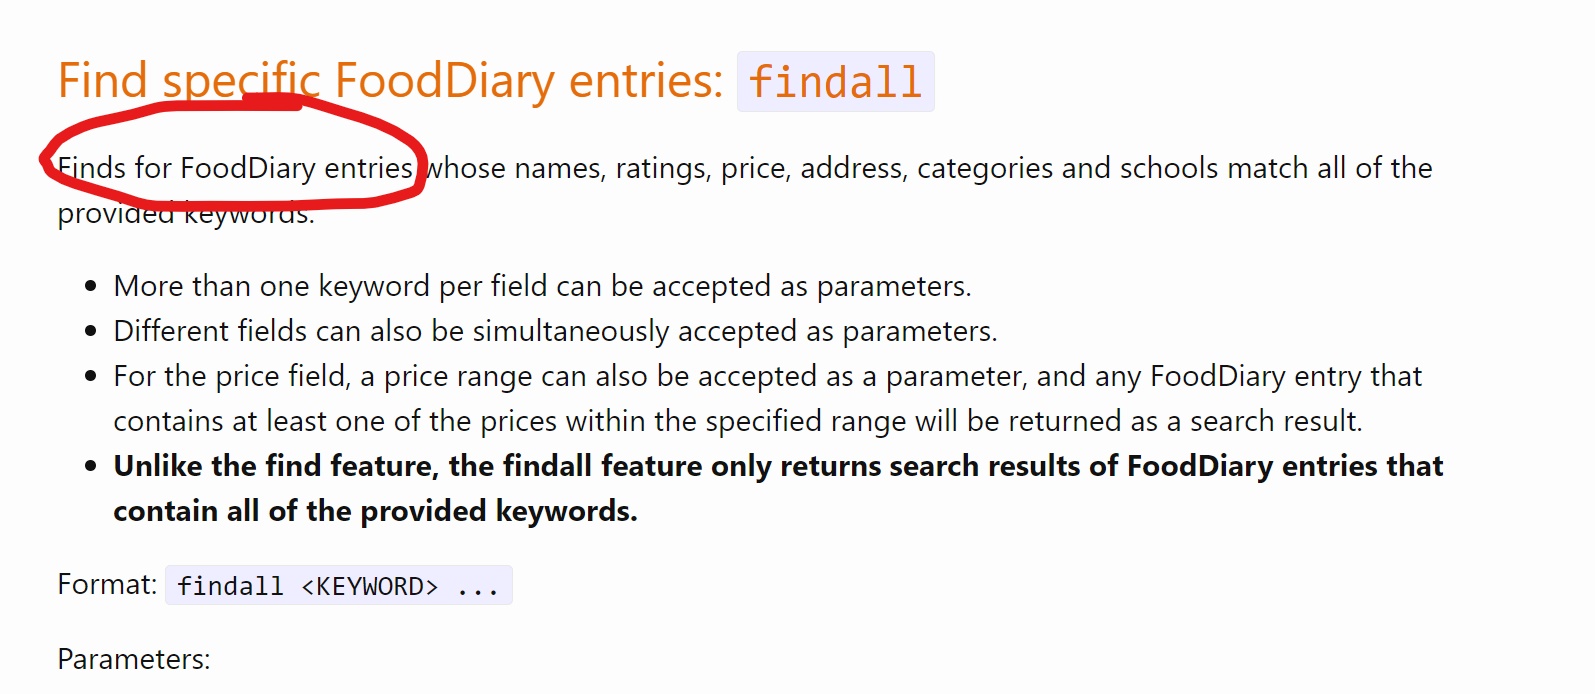 Find specific FoodDiary entries: findall
Finds for FoodDiary entries whose names, ratings, price, address, categories and schools match all of the
provided keywords.
More than one keyword per field can be accepted as parameters.
Different fields can also be simultaneously accepted as parameters.
For the price field, a price range can also be accepted as a parameter, and any FoodDiary entry that
contains at least one of the prices within the specified range will be returned as a search result.
Unlike the find feature, the findall feature only returns search results of FoodDiary entries that
contain all of the provided keywords.
Format: findall <KEYWORD> ...
Parameters: